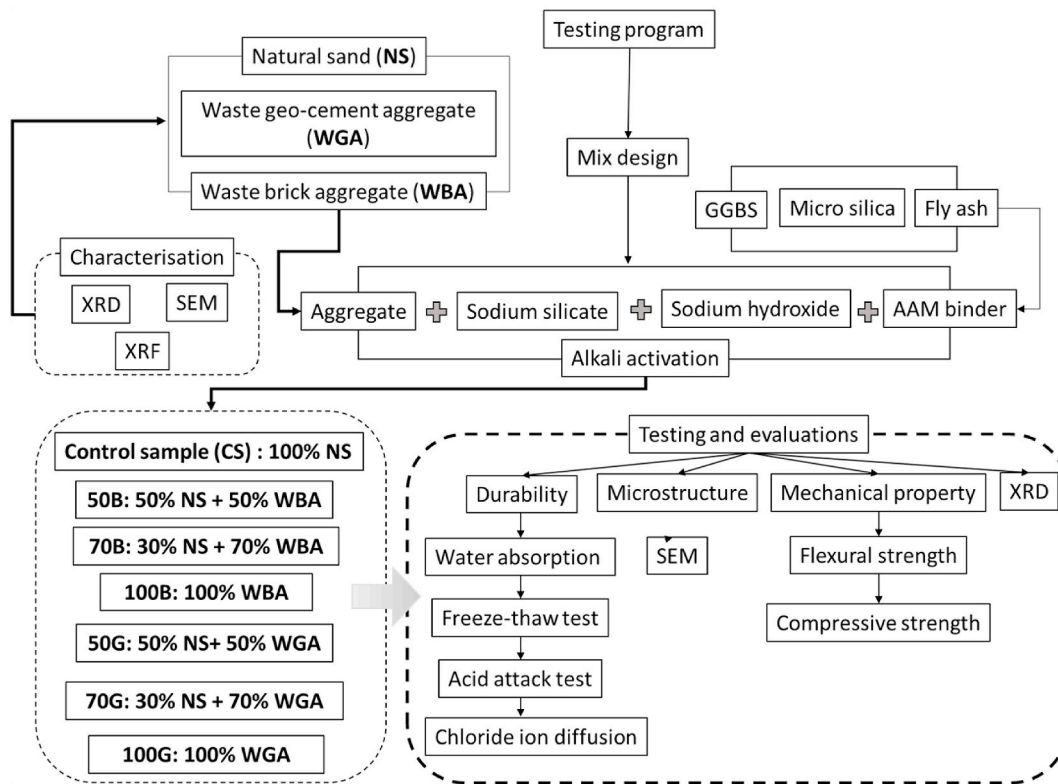 Testing program
Natural sand (NS)
Waste geo-cement aggregate
(WGA)
Waste brick aggregate (WBA)
Mix design
GGBS
Micro silica
Fly ash
Characterisation
XRD
SEM
XRF
Aggregate
Sodium silicate
Sodium hydroxide
AAM binder
Alkali activation
Control sample (CS) : 100% NS
50B: 50% NS + 50% WBA
70B: 30% NS + 70% WBA
100B: 100% WBA
50G: 50% NS+ 50% WGA
70G: 30% NS + 70% WGA
100G: 100% WGA
Testing and evaluations
Durability
Microstructure
Mechanical property
XRD
Water absorption
SEM
Flexural strength
Freeze-thaw test
Compressive strength
Acid attack test
Chloride ion diffusion